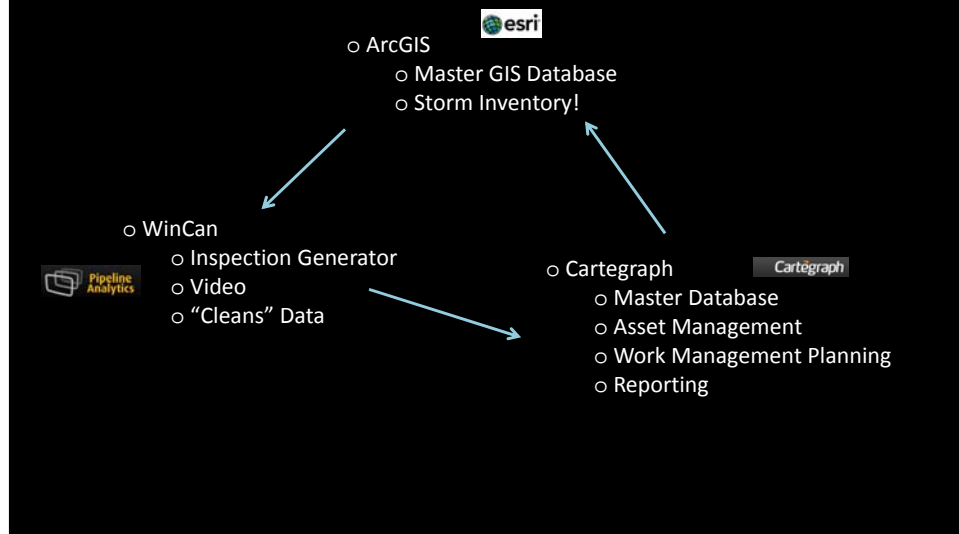 esri
o ArcGIS
o Master GIS Database
o Storm Inventory!
o WinCan
o Inspection Generator
o Video
o “Cleans” Data
Pipeline
Analytics
o Cartegraph
Cartegraph
o Master Database
o Asset Management
o Work Management Planning
o Reporting